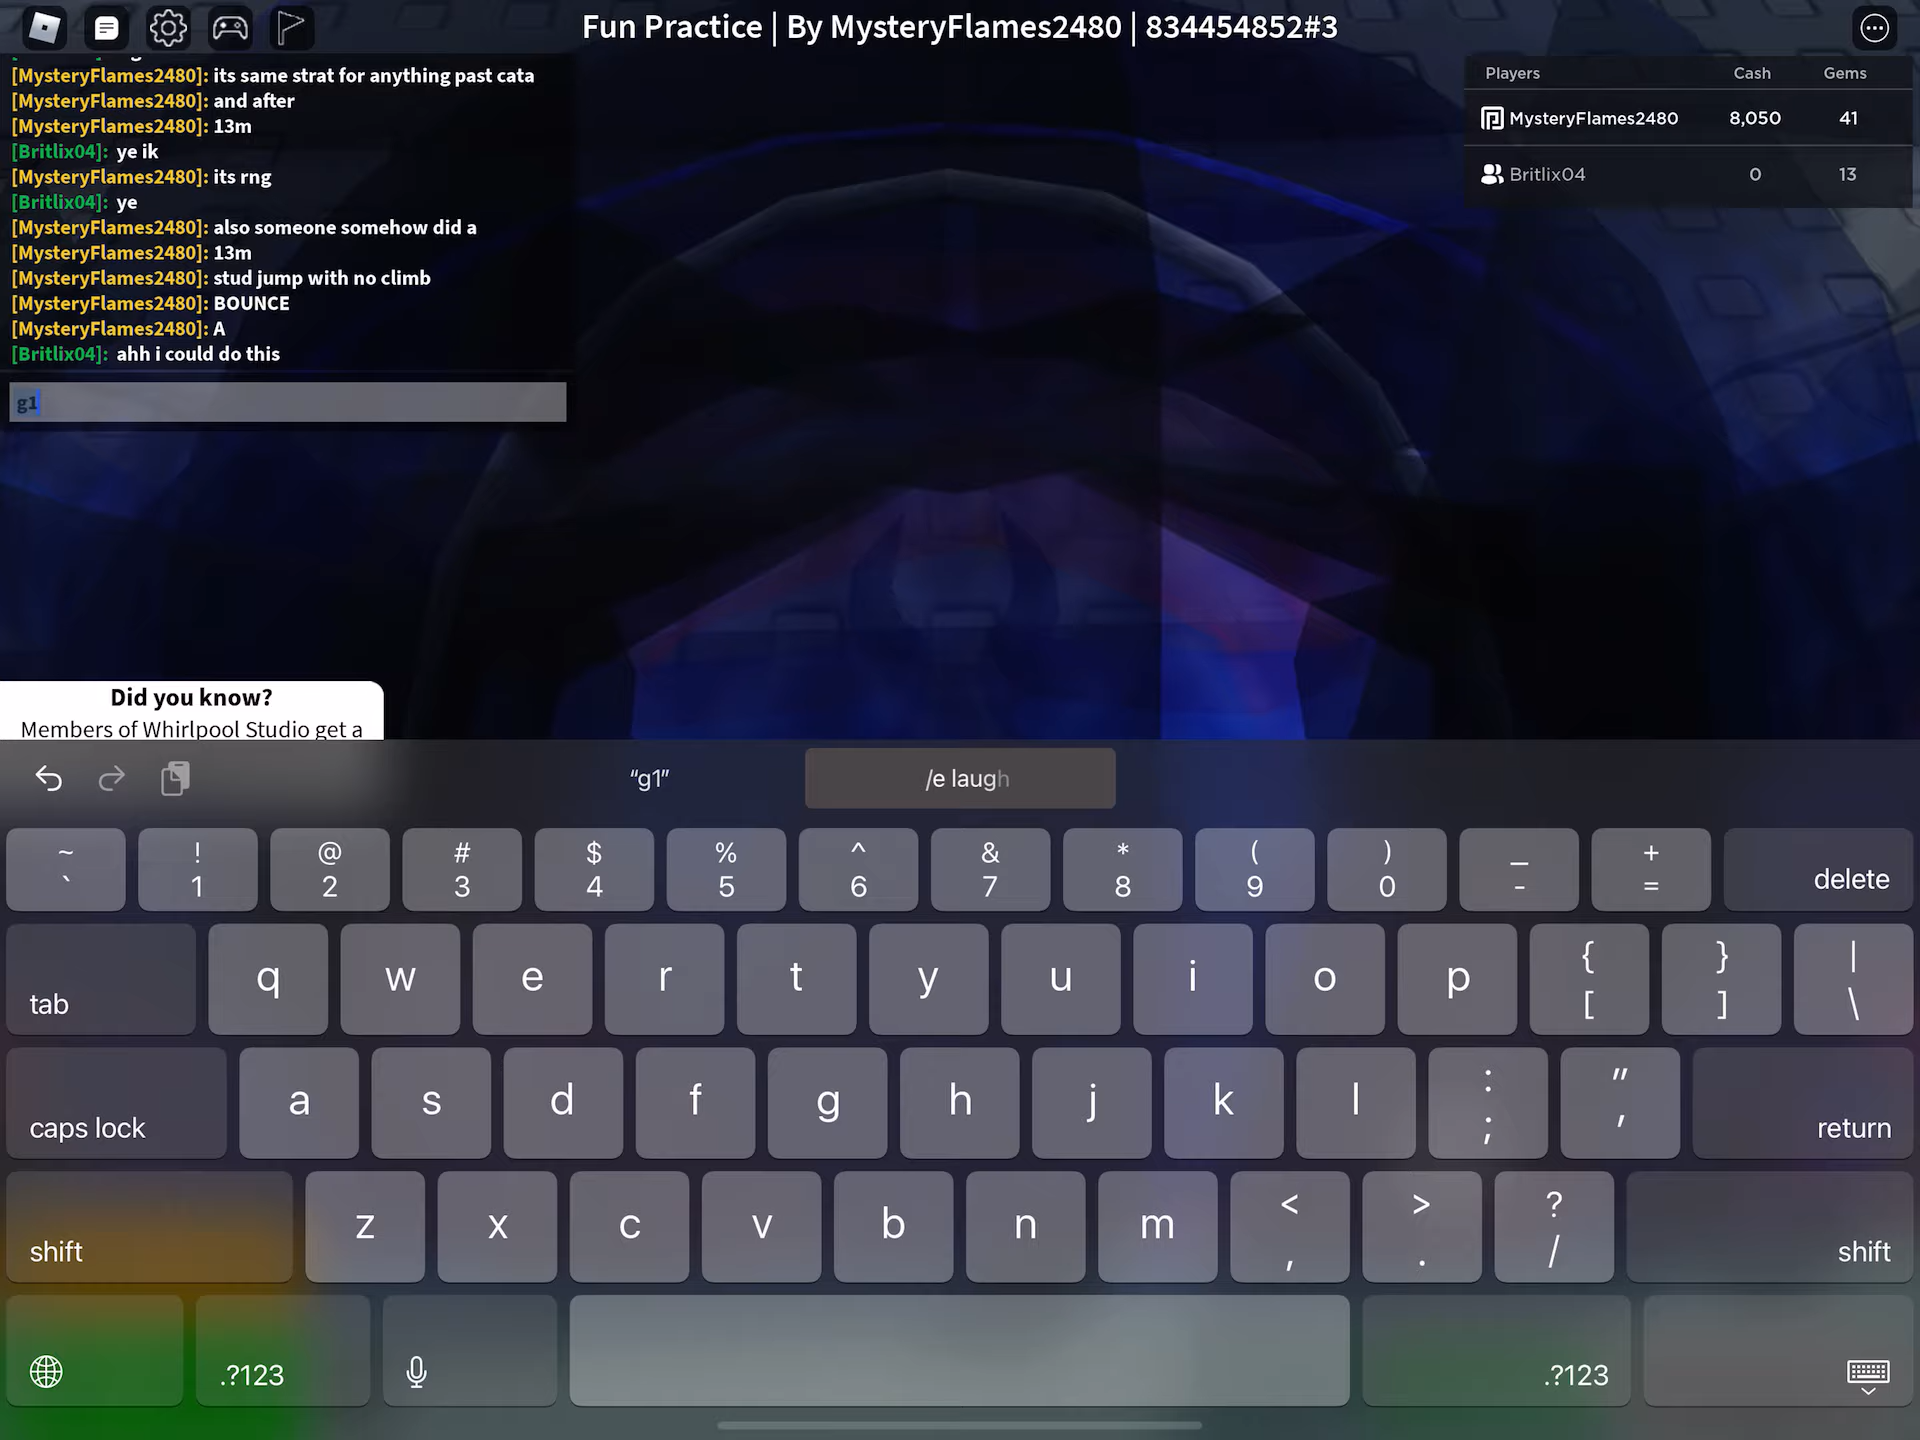 Fun Practice | By MysteryFlames2480 | 834454852#3
[MysteryFlames2480]: its same strat for anything past cata
[MysteryFlames2480]: and after
[MysteryFlames2480]: 13m
[Britlix04]: ye ik
[MysteryFlames2480]: its rng
[Britlix04]: ye
[MysteryFlames2480]: also someone somehow did a
[MysteryFlames2480]: 13m
[MysteryFlames2480]: stud jump with no climb
[MysteryFlames2480]: BOUNCE
[MysteryFlames2480]: A
[Britlix04]: ahh i could do this
g1
Players Cash Gems
MysteryFlames2480 8,050 41
Britlix04 0 13
Did you know?
Members of Whirlpool Studio get a
“g1” /e laugh
~ ! @ # $ % ^ & * ( ) _ +
` 1 2 3 4 5 6 7 8 9 0 - = delete
tab q w e r t y u i o p { [ } ] | \
caps lock a s d f g h j k l : ; " ' return
shift z x c v b n m < , > . ? / shift
.?123 .?123